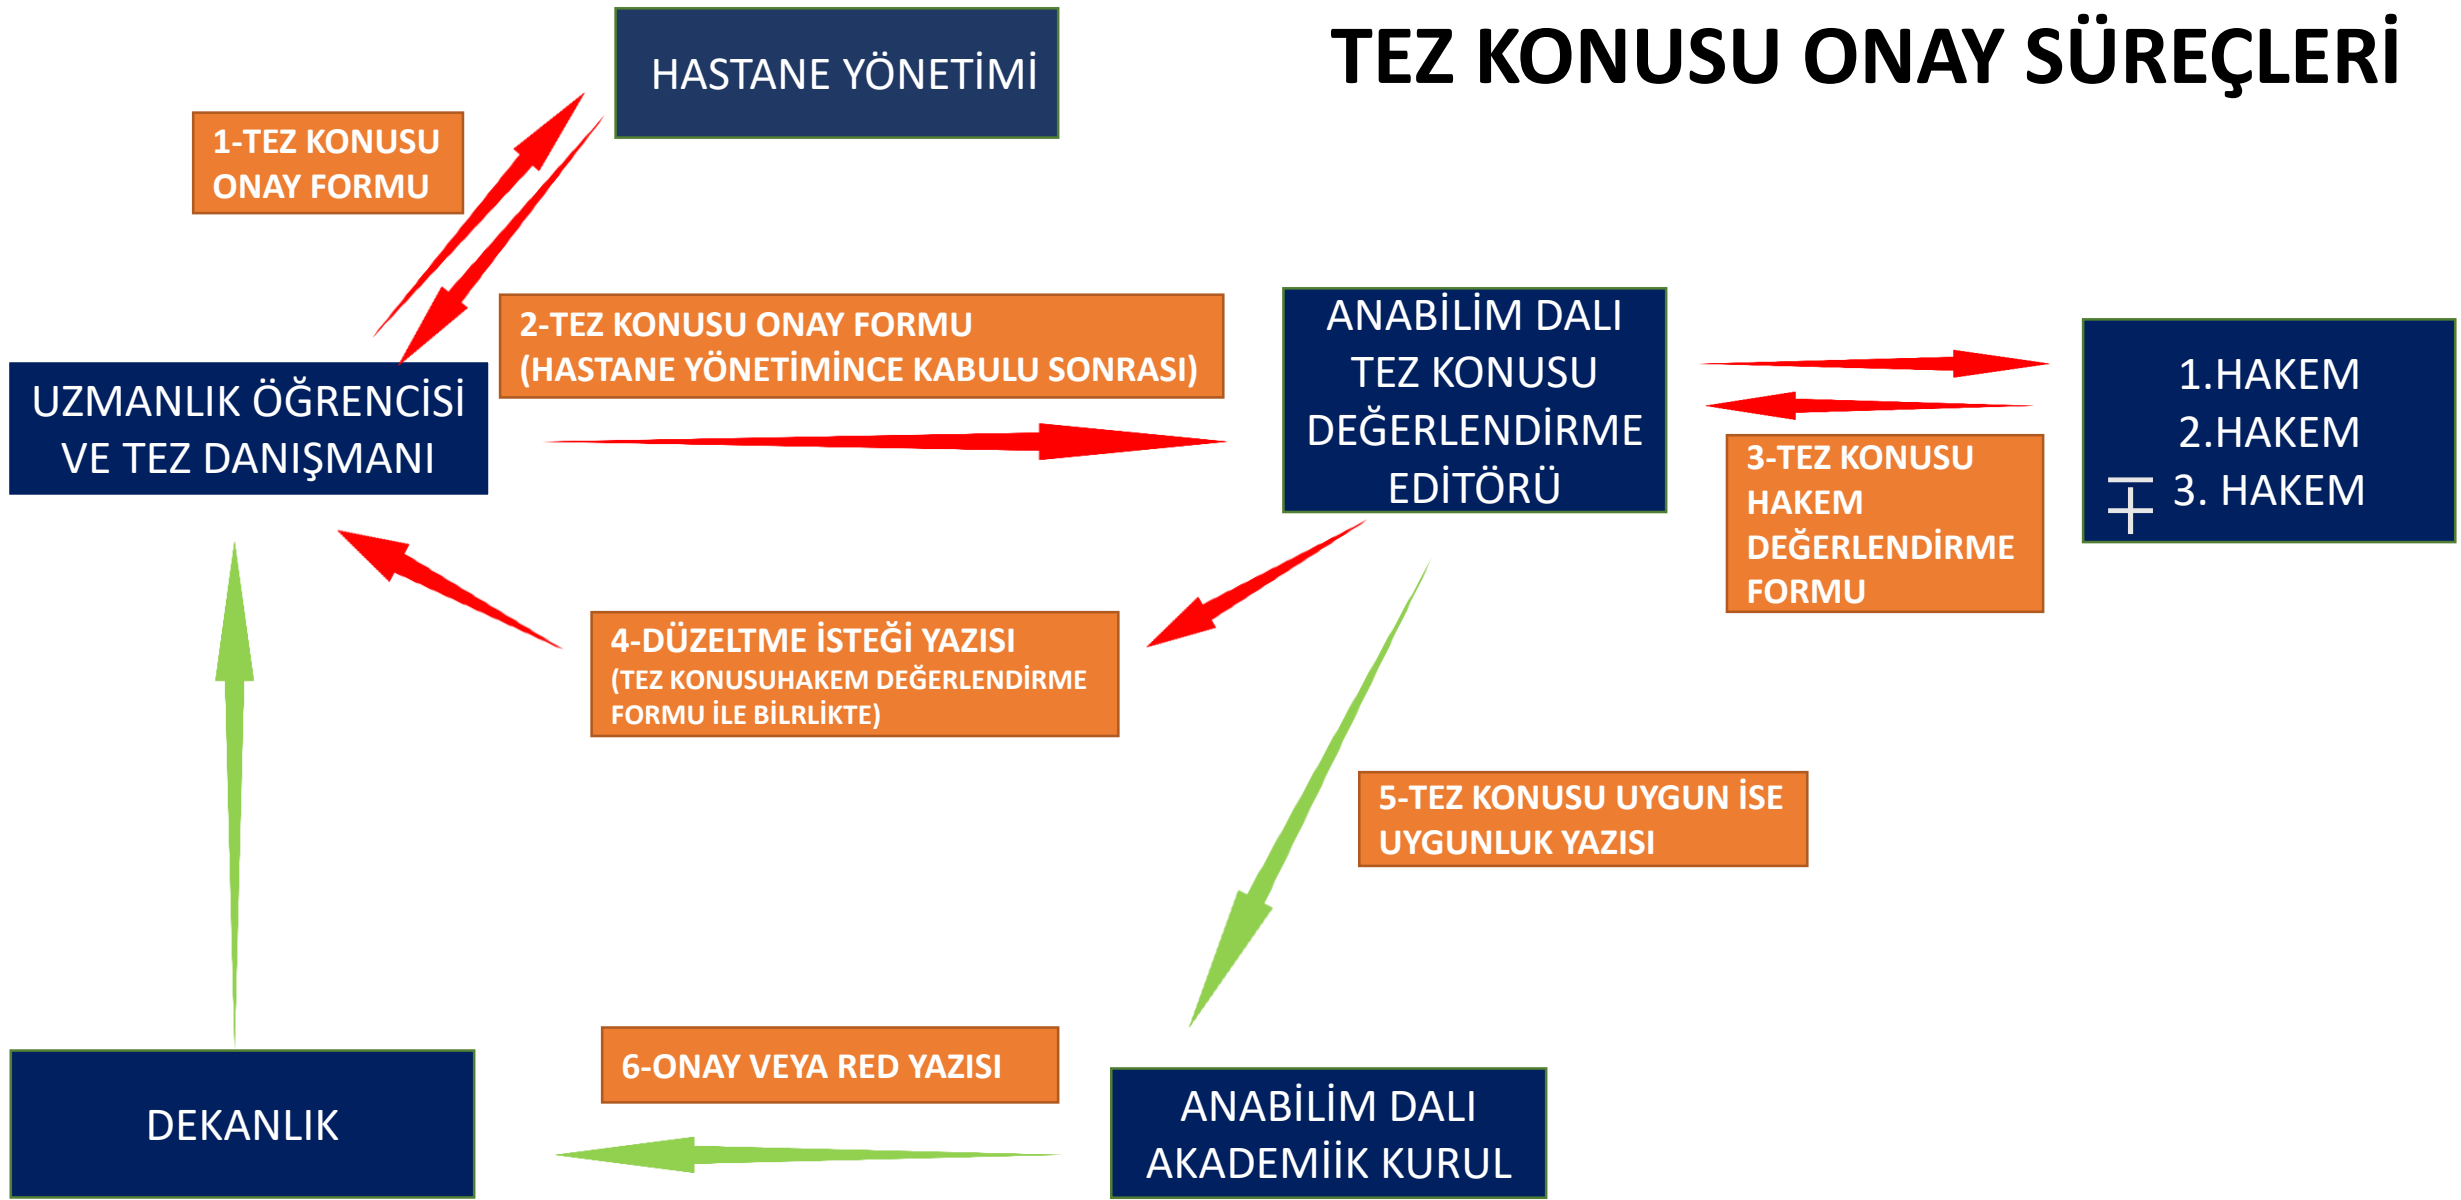 TEZ KONUSU ONAY SÜREÇLERİ
HASTANE YÖNETİMİ
1-TEZ KONUSU
ONAY FORMU
2-TEZ KONUSU ONAY FORMU
(HASTANE YÖNETİMİNCE KABULU SONRASI)
UZMANLIK ÖĞRENCİSİ
VE TEZ DANIŞMANI
ANABİLİM DALI
TEZ KONUSU
DEĞERLENDİRME
EDİTÖRÜ
1.HAKEM
2.HAKEM
∓ 3. HAKEM
3-TEZ KONUSU
HAKEM
DEĞERLENDİRME
FORMU
4-DÜZELTME İSTEĞİ YAZISI
(TEZ KONUSUHAKEM DEĞERLENDİRME
FORMU İLE BİLRLİKTE)
5-TEZ KONUSU UYGUN İSE
UYGUNLUK YAZISI
6-ONAY VEYA RED YAZISI
DEKANLIK
ANABİLİM DALI
AKADEMİİK KURUL